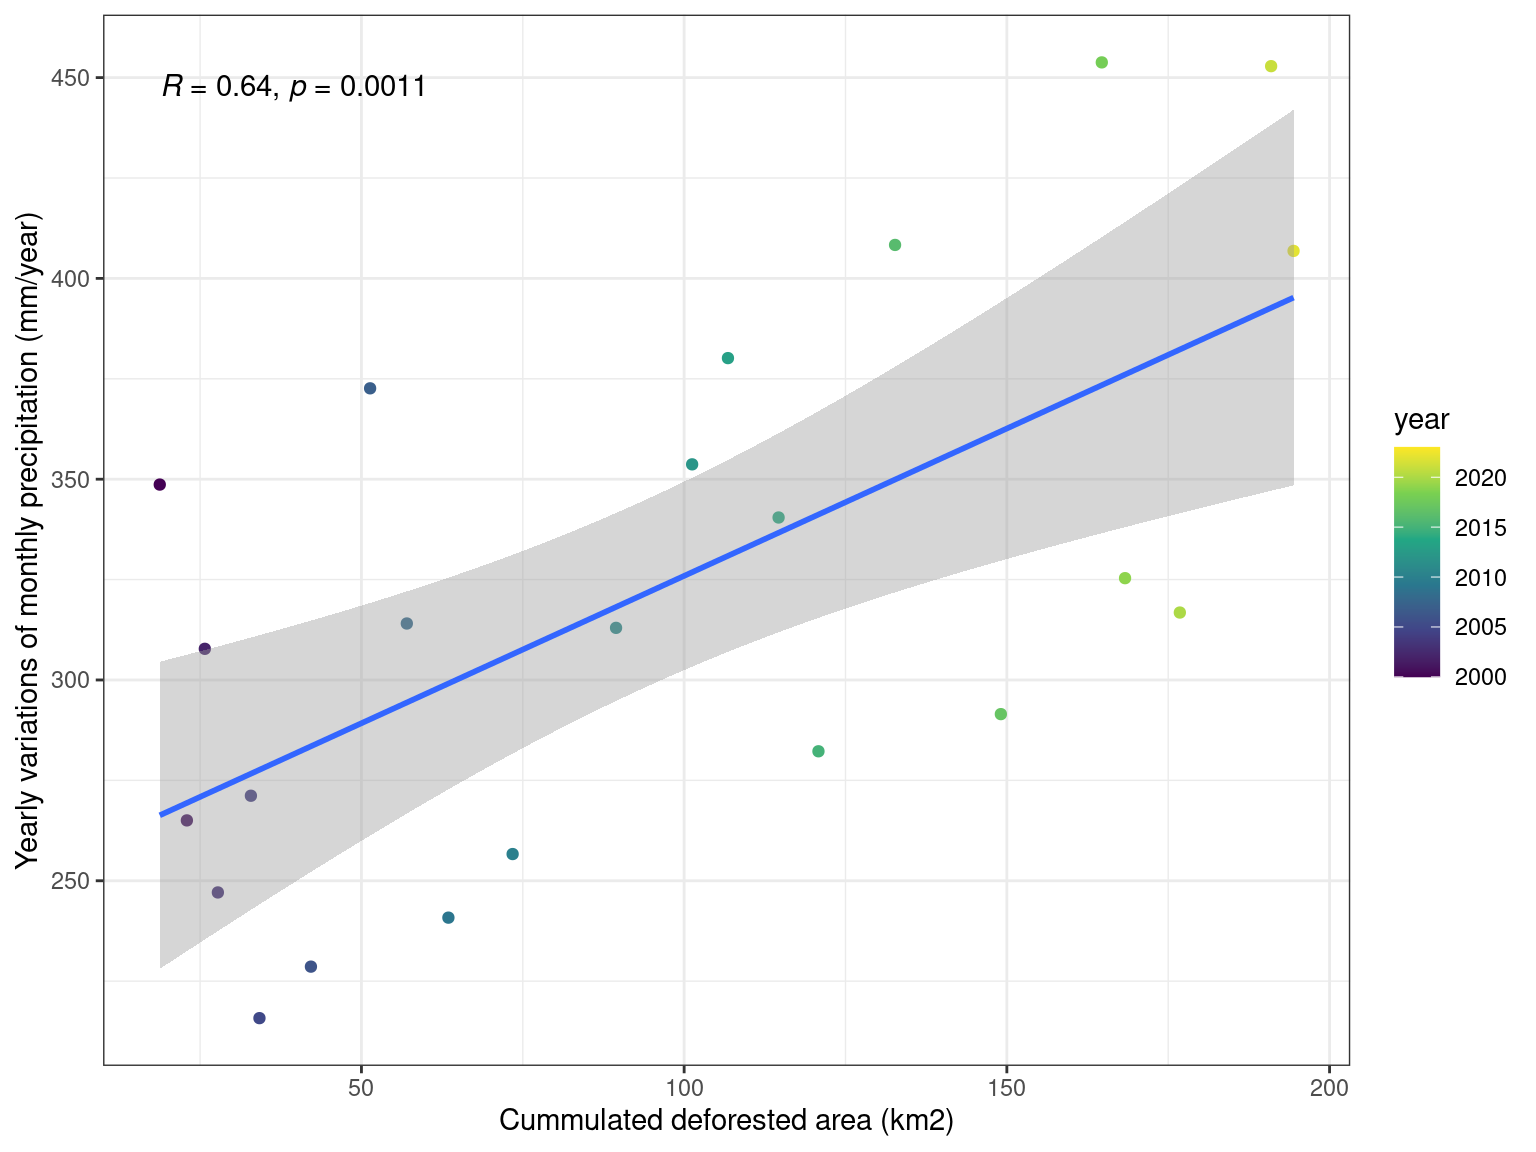 R = 0.64, p = 0.0011
450
400
350
300
250
Yearly variations of monthly precipitation (mm/year)
50 100 150 200
Cummulated deforested area (km2)
year
2020
2015
2010
2005
2000